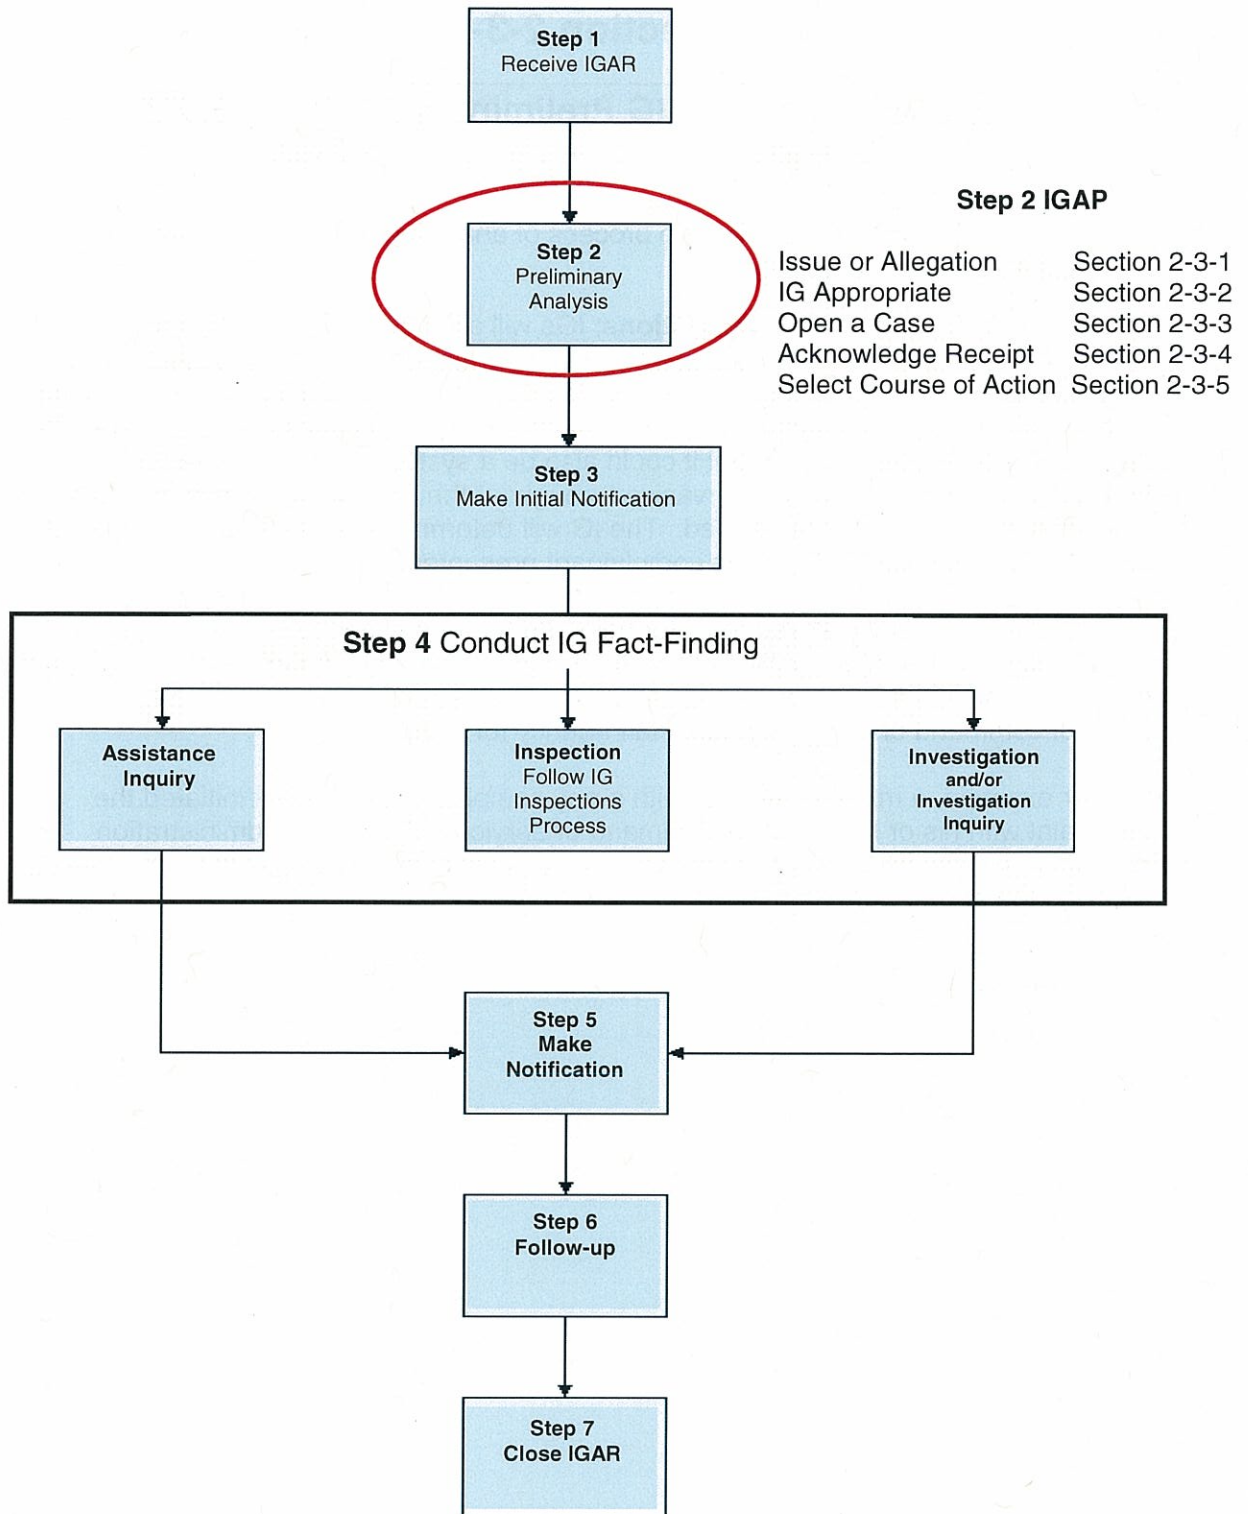 Step 1
Receive IGAR
Step 2
Preliminary
Analysis
Step 2 IGAP
Issue or Allegation Section 2-3-1
IG Appropriate Section 2-3-2
Open a Case Section 2-3-3
Acknowledge Receipt Section 2-3-4
Select Course of Action Section 2-3-5
Step 3
Make Initial Notification
Step 4 Conduct IG Fact-Finding
Assistance
Inquiry
Inspection
Follow IG
Inspections
Process
Investigation
and/or
Investigation
Inquiry
Step 5
Make
Notification
Step 6
Follow-up
Step 7
Close IGAR